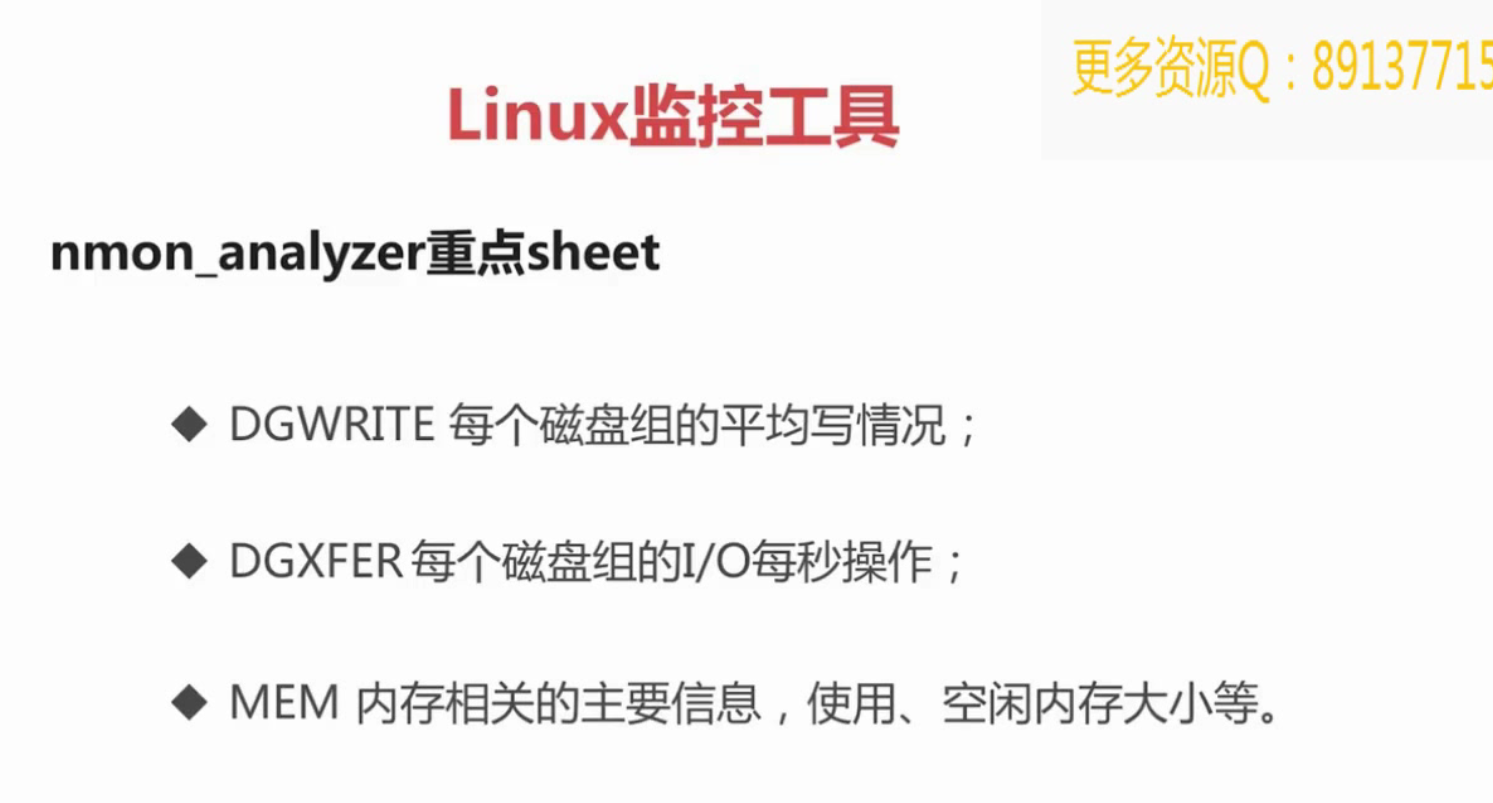 更多资源Q：89137715
Linux监控工具
nmon_analyzer重点sheet
◆ DGWRITE 每个磁盘组的平均写情况；
◆ DGXFER 每个磁盘组的I/O每秒操作；
◆ MEM 内存相关的主要信息，使用、空闲内存大小等。